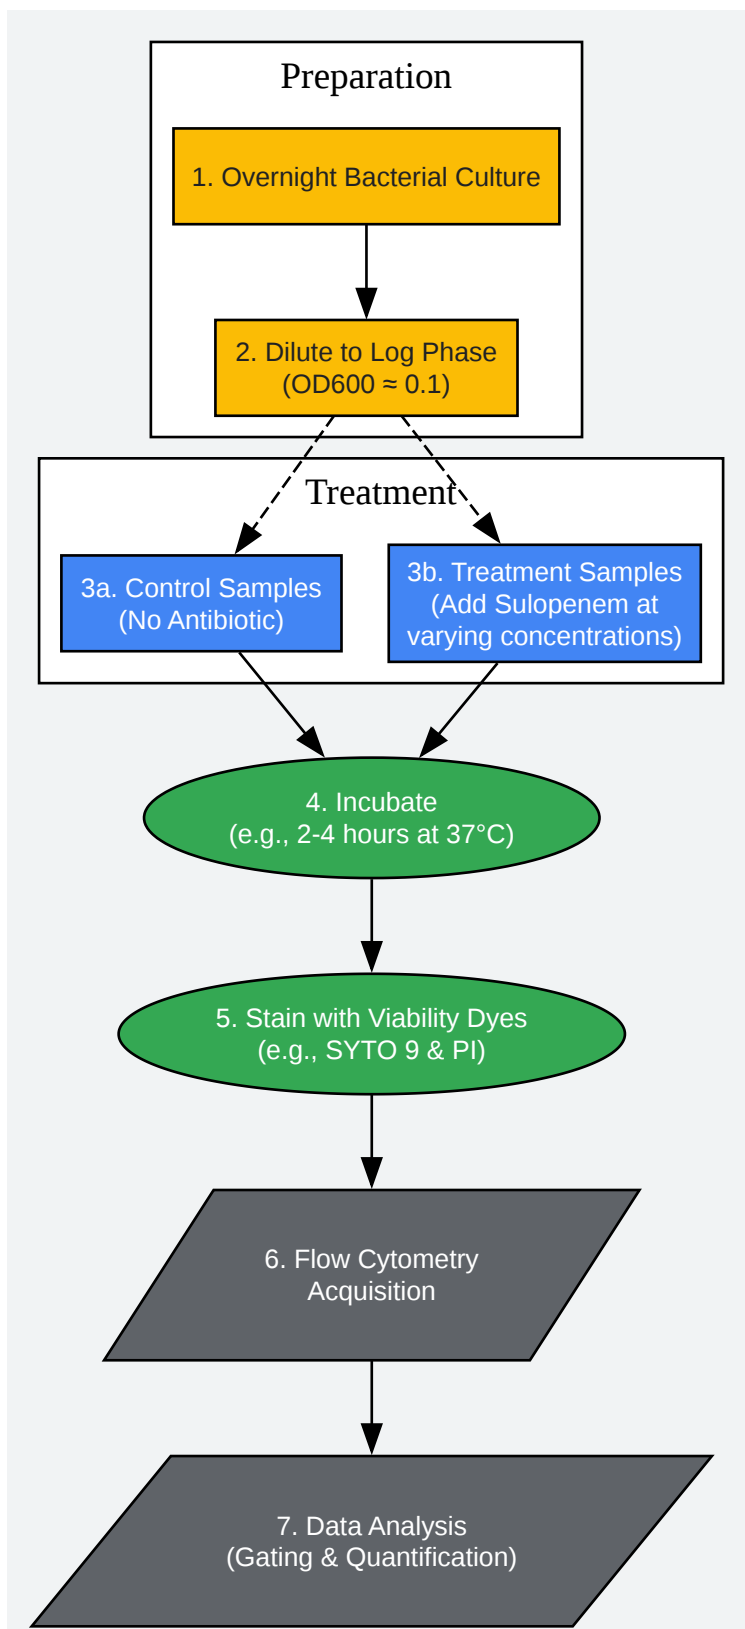 Preparation
1. Overnight Bacterial Culture
2. Dilute to Log Phase
(OD600 ≈ 0.1)
Treatment
3a. Control Samples
(No Antibiotic)
3b. Treatment Samples
(Add Sulopenem at
varying concentrations)
4. Incubate
(e.g., 2-4 hours at 37°C)
5. Stain with Viability Dyes
(e.g., SYTO 9 & PI)
6. Flow Cytometry
Acquisition
7. Data Analysis
(Gating & Quantification)